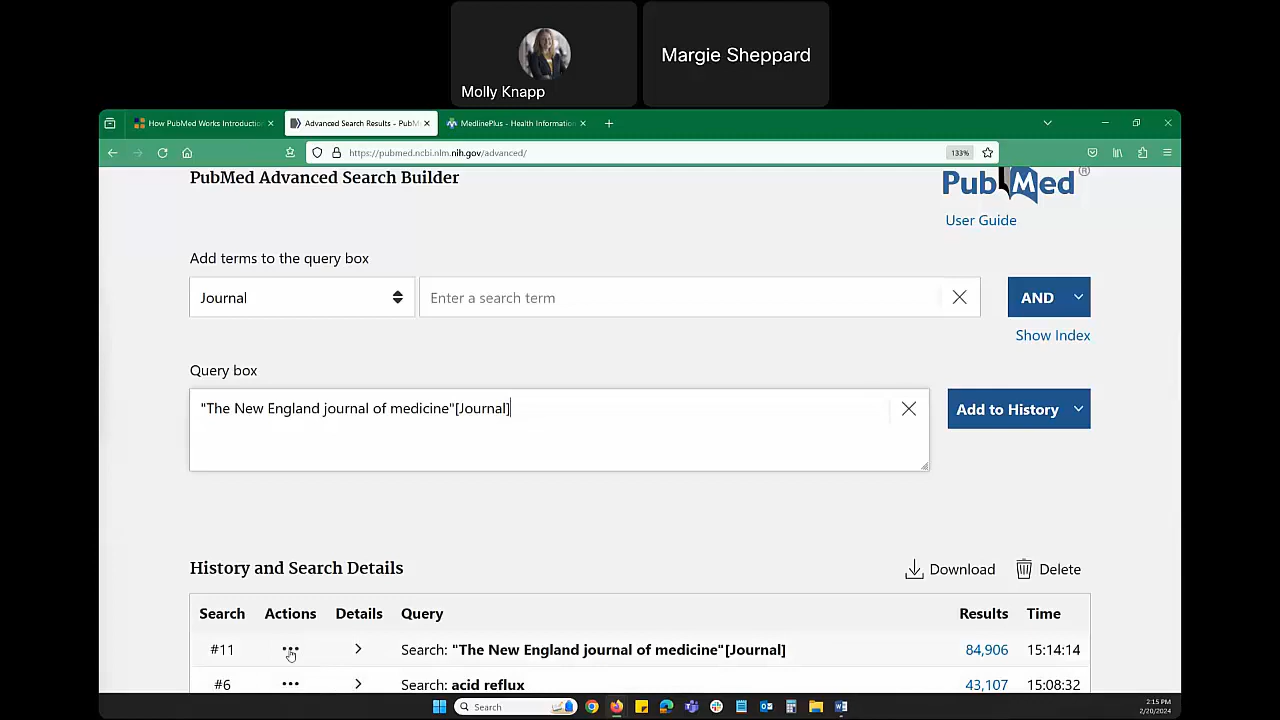 Molly Knapp
Margie Sheppard
How PubMed Works Introduction
Advanced Search Results - PubM
MedlinePlus - Health Information
https://pubmed.ncbi.nlm.nih.gov/advanced/
133%
PubMed Advanced Search Builder
PubMed®
User Guide
Add terms to the query box
Journal
Enter a search term
AND
Show Index
Query box
"The New England journal of medicine"[Journal]
Add to History
History and Search Details
Download
Delete
Search Actions Details Query Results Time
#11 Search: "The New England journal of medicine"[Journal] 84,906 15:14:14
#6 Search: acid reflux 43,107 15:08:32
Search
2:15 PM
2/20/2024